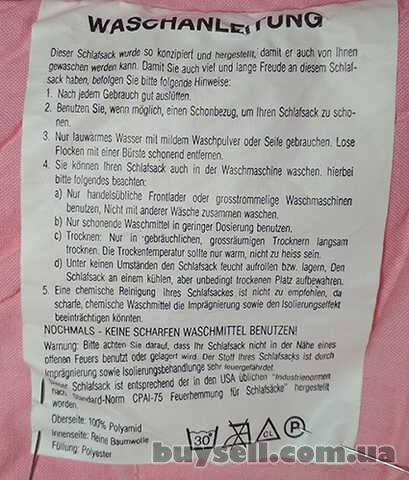 WASCHANLEITUNG
Dieser Schlafsack wurde so konzipiert und hergestellt, damit er auch von Ihnen
gewaschen werden kann. Damit Sie auch viel und lange Freude an diesem Schlaf-
sack haben, befolgen Sie bitte folgende Hinweise:
1. Nach jedem Gebrauch gut auslüften.
2. Benutzen Sie, wenn möglich, einen Schonbezug, um Ihren Schlafsack zu scho-
nen.
3. Nur lauwarmes Wasser mit mildem Waschpulver oder Seife gebrauchen. Lose
Flocken mit einer Bürste schonend entfernen.
4. Sie können Ihren Schlafsack auch in der Waschmaschine waschen. hierbei
bitte folgendes beachten:
a) Nur handelsübliche Frontlader oder grosstrommelige Waschmaschinen
benutzen, Nicht mit anderer Wäsche zusammen waschen.
b) Nur schonende Waschmittel in geringer Dosierung benutzen.
c) Trocknen: Nur in gebräuchlichen, grossräumigen Trocknern langsam
trocknen. Die Trockentemperatur sollte nur warm, nicht zu heiss sein.
d) Unter keinen Umständen den Schlafsack feucht aufrollen bzw. lagern, Den
Schlafsack an einem kühlen, aber unbedingt trockenen Platz aufbewahren.
5. Eine chemische Reinigung Ihres Schlafsackes ist nicht zu empfehlen, da
scharfe, chemische Waschmittel die Imprägnierung sowie den Isolierungseffekt
beeinträchtigen könnten.
NOCHMALS - KEINE SCHARFEN WASCHMITTEL BENUTZEN!
Warnung: Bitte achten Sie darauf, dass Ihr Schlafsack nicht in der Nähe eines
offenen Feuers benutzt oder gelagert wird. Der Stoff Ihres Schlafsacks ist durch
Imprägnierung sowie Isolierungsbehandlung sehr feuergefährdet.
Dieser Schlafsack ist entsprechend der in den USA üblichen "Industrienormen
nach Standard-Norm CPAI-75 Feuerhemmung für Schlafsäcke" hergestellt
worden.
Oberseite: 100% Polyamid
Innenseite: Reine Baumwolle
Füllung: Polyester
30° CL P
buysell.com.ua